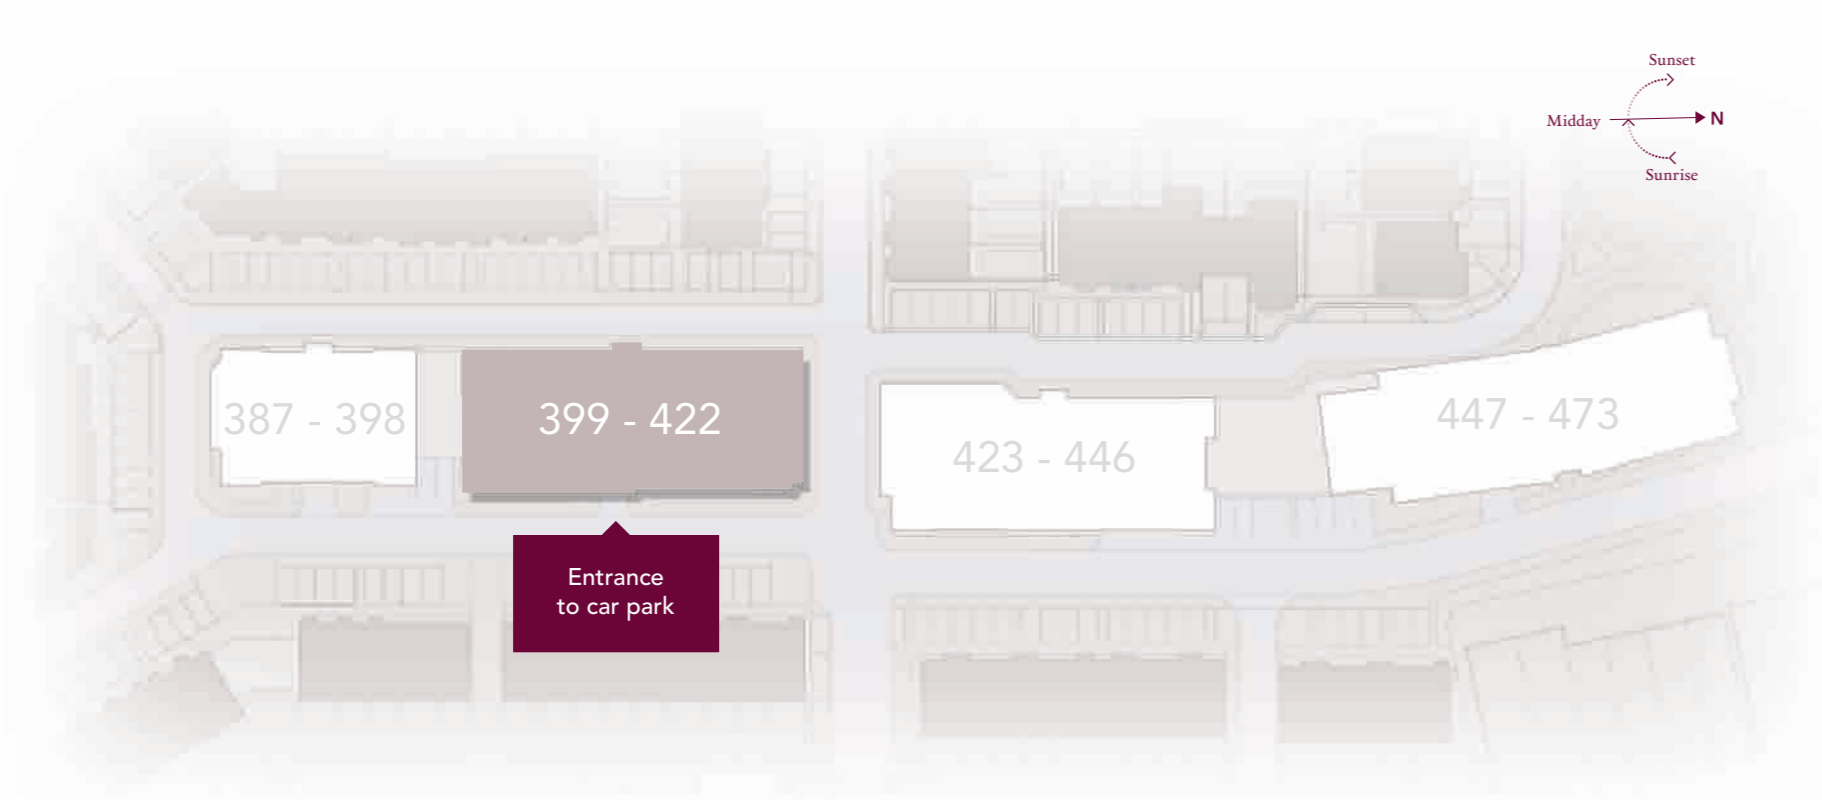 Sunset
Midday
N
Sunrise
387 - 398
399 - 422
423 - 446
447 - 473
Entrance
to car park